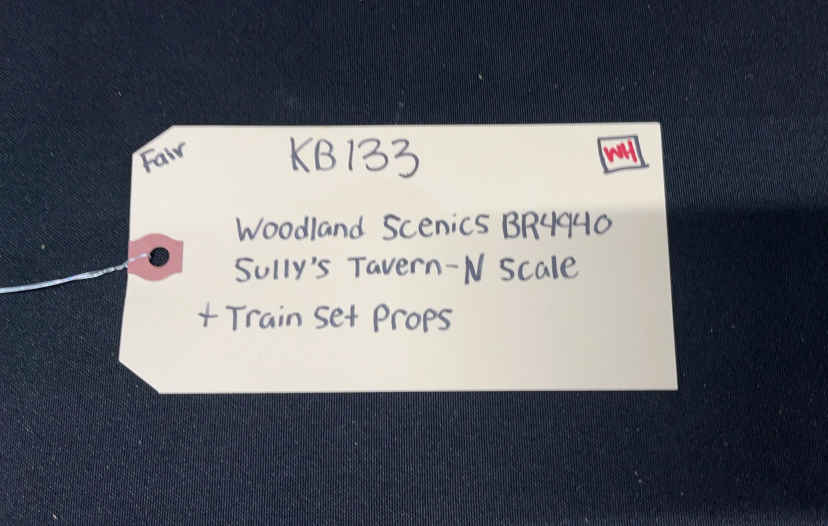 Fair
KB133
WH
Woodland Scenics BR4940
Sully's Tavern-N Scale
+ Train Set Props